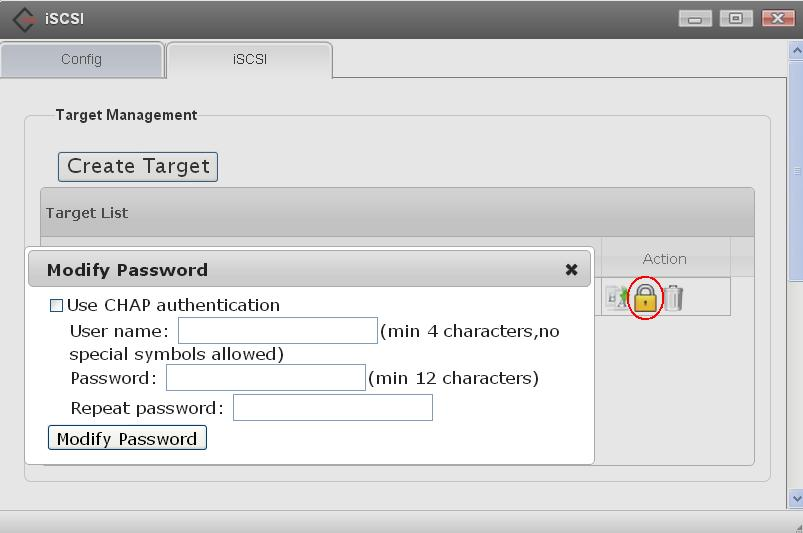 iSCSI
Config
iSCSI
Target Management
Create Target
Target List
Action
Modify Password
Use CHAP authentication
User name: (min 4 characters,no
special symbols allowed)
Password: (min 12 characters)
Repeat password:
Modify Password